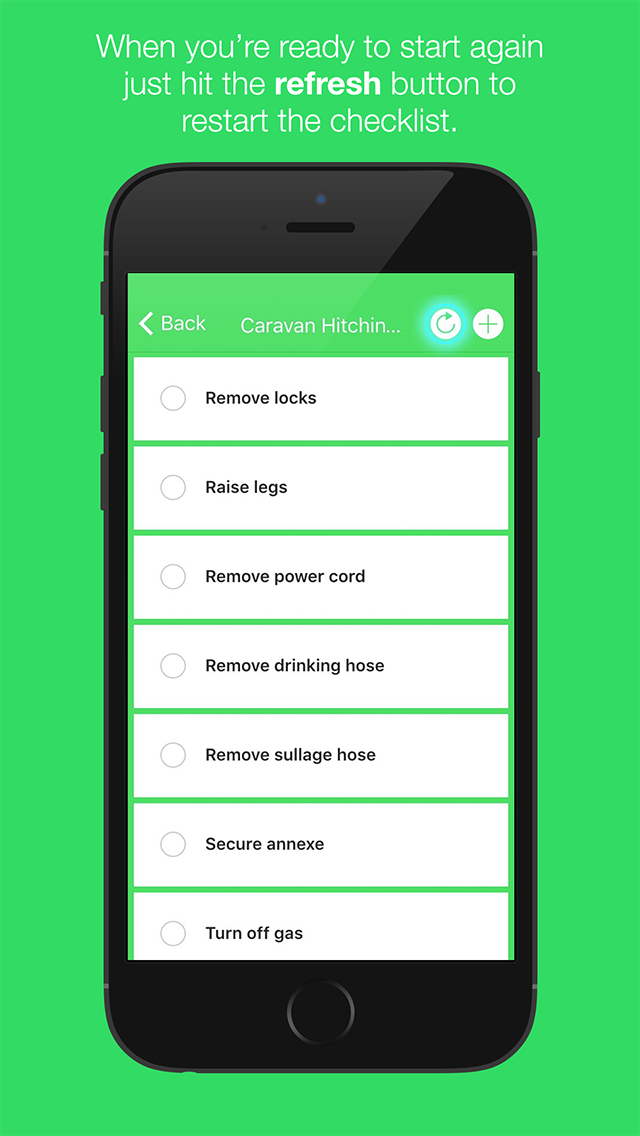 When you’re ready to start again
just hit the refresh button to
restart the checklist.
Back
Caravan Hitchin...
Remove locks
Raise legs
Remove power cord
Remove drinking hose
Remove sullage hose
Secure annexe
Turn off gas